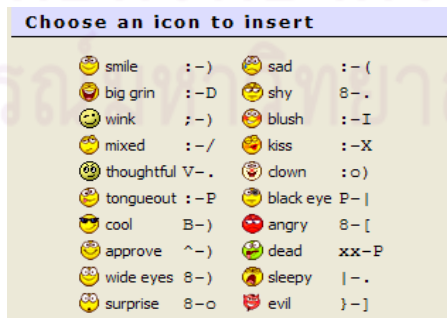 Choose an icon to insert
smile :-) sad :-(
big grin :-D shy 8-.
wink ;-) blush :-I
mixed :-/ kiss :-X
thoughtful V-. clown :o)
tongueout :-P black eye P-|
cool B-) angry 8-[
approve ^-) dead xx-P
wide eyes 8-) sleepy |-.
surprise 8-o evil }-]